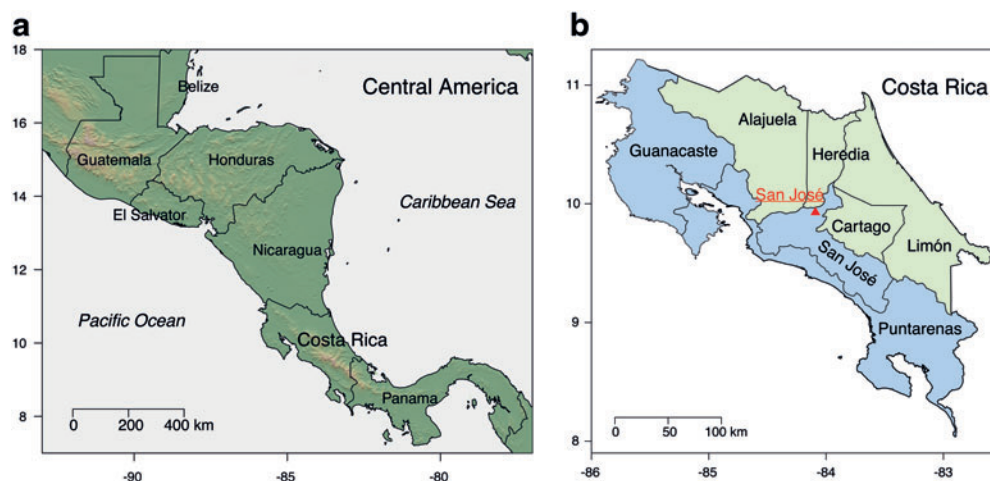 a
18
16
14
12
10
8
-90
-85
-80
Central America
Belize
Guatemala
Honduras
El Salvator
Nicaragua
Caribbean Sea
Pacific Ocean
Costa Rica
Panama
0 200 400 km
b
11
10
9
8
-86
-85
-84
-83
Costa Rica
Alajuela
Guanacaste
Heredia
San José
Cartago
Limón
San José
Puntarenas
0 50 100 km